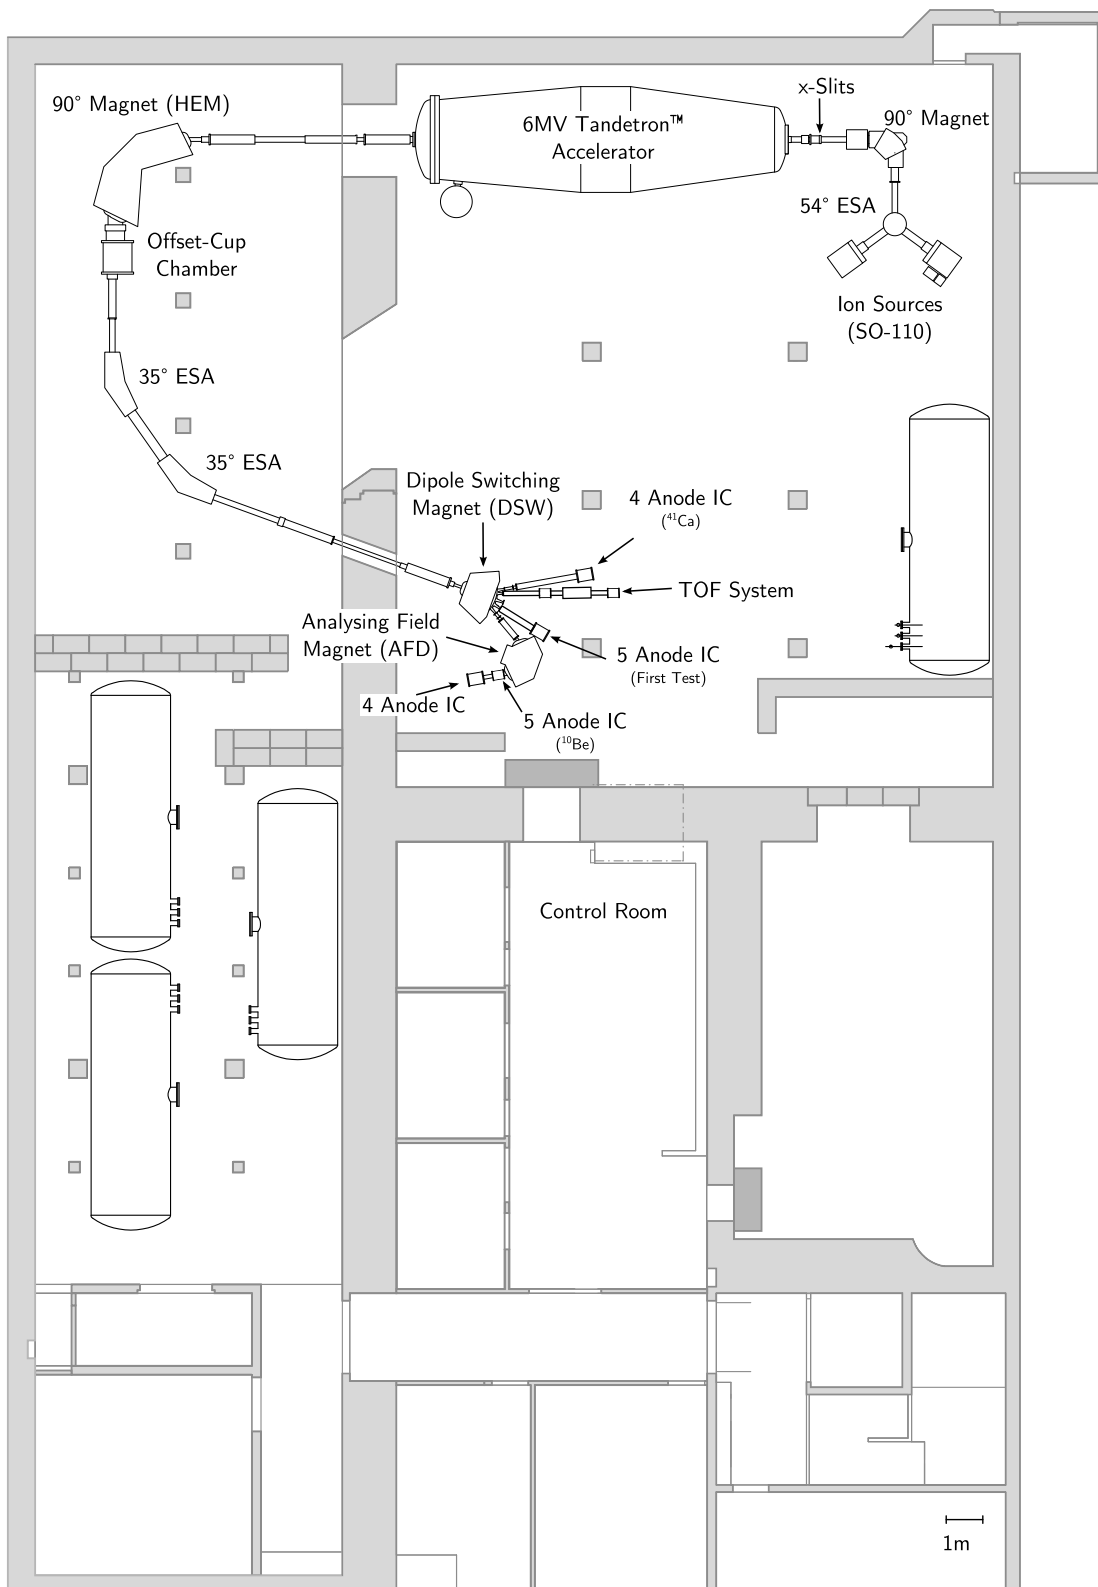 x-Slits
90° Magnet (HEM)
6MV Tandetron™
Accelerator
90° Magnet
54° ESA
Offset-Cup
Chamber
Ion Sources
(SO-110)
35° ESA
35° ESA
Dipole Switching
Magnet (DSW)
4 Anode IC
(⁴¹Ca)
TOF System
Analysing Field
Magnet (AFD)
5 Anode IC
(First Test)
4 Anode IC
5 Anode IC
(¹⁰Be)
Control Room
1m